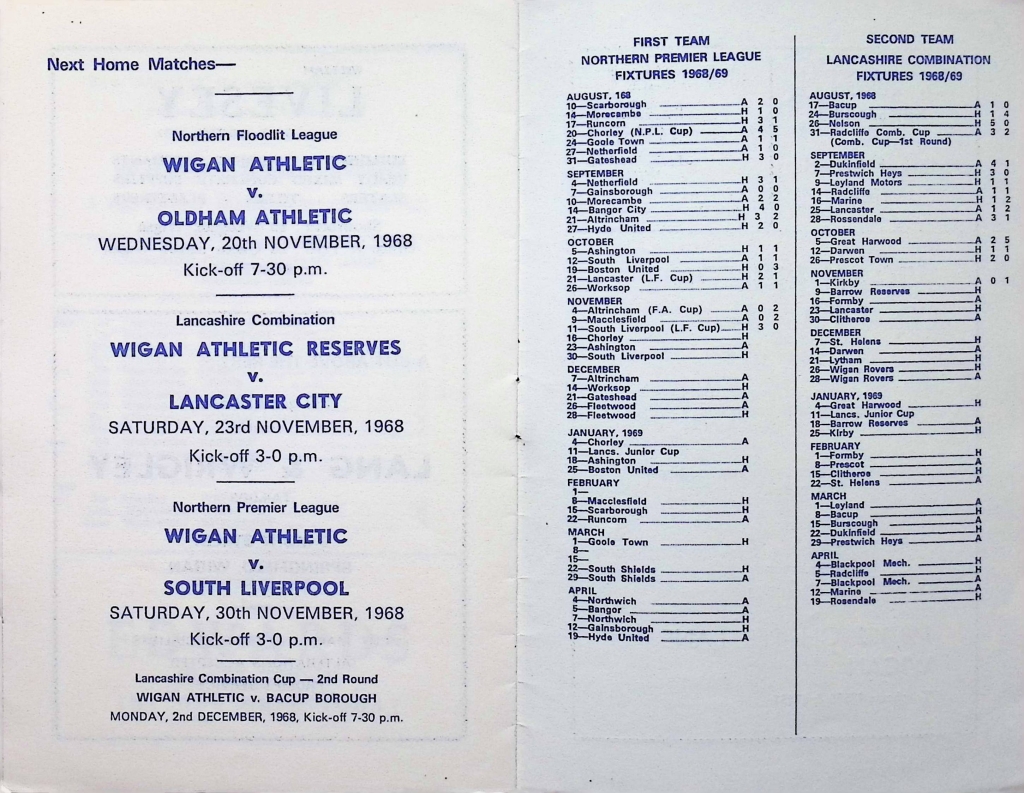 Next Home Matches—
Northern Floodlit League
WIGAN ATHLETIC
v.
OLDHAM ATHLETIC
WEDNESDAY, 20th NOVEMBER, 1968
Kick-off 7-30 p.m.
Lancashire Combination
WIGAN ATHLETIC RESERVES
v.
LANCASTER CITY
SATURDAY, 23rd NOVEMBER, 1968
Kick-off 3-0 p.m.
Northern Premier League
WIGAN ATHLETIC
v.
SOUTH LIVERPOOL
SATURDAY, 30th NOVEMBER, 1968
Kick-off 3-0 p.m.
Lancashire Combination Cup — 2nd Round
WIGAN ATHLETIC v. BACUP BOROUGH
MONDAY, 2nd DECEMBER, 1968, Kick-off 7-30 p.m.
FIRST TEAM
NORTHERN PREMIER LEAGUE
FIXTURES 1968/69
AUGUST, 168
10—Scarborough A 2 0
14—Morecambe H 1 0
17—Runcorn H 3 1
20—Chorley (N.P.L. Cup) A 4 5
24—Goole Town A 1 1
27—Netherfield A 1 0
31—Gateshead H 3 0
SEPTEMBER
4—Netherfield H 3 1
7—Gainsborough A 0 0
10—Morecambe A 2 2
14—Bangor City H 4 0
21—Altrincham H 3 2
27—Hyde United H 2 0
OCTOBER
5—Ashington H 1 1
12—South Liverpool A 1 1
19—Boston United H 0 3
21—Lancaster (L.F. Cup) H 2 1
26—Worksop A 1 1
NOVEMBER
4—Altrincham (F.A. Cup) A 0 2
9—Macclesfield A 0 2
11—South Liverpool (L.F. Cup) H 3 0
16—Chorley H
23—Ashington A
30—South Liverpool H
DECEMBER
7—Altrincham A
14—Worksop H
21—Gateshead A
26—Fleetwood A
28—Fleetwood H
JANUARY, 1969
4—Chorley A
11—Lancs. Junior Cup
18—Ashington H
25—Boston United A
FEBRUARY
1—
8—Macclesfield H
15—Scarborough H
22—Runcorn A
MARCH
1—Goole Town H
8—
15—
22—South Shields H
29—South Shields A
APRIL
4—Northwich A
5—Bangor A
7—Northwich H
12—Gainsborough H
19—Hyde United A
SECOND TEAM
LANCASHIRE COMBINATION
FIXTURES 1968/69
AUGUST, 1968
17—Bacup A 1 0
24—Burscough H 1 4
26—Nelson H 5 0
31—Radcliffe Comb. Cup A 3 2
(Comb. Cup—1st Round)
SEPTEMBER
2—Dukinfield A 4 1
7—Prestwich Heys H 3 0
9—Leyland Motors H 1 1
14—Radcliffe A 1 1
16—Marine H 1 2
25—Lancaster A 1 2
28—Rossendale A 3 1
OCTOBER
5—Great Harwood A 2 5
12—Darwen H 1 1
26—Prescot Town H 2 0
NOVEMBER
1—Kirkby A 0 1
9—Barrow Reserves H
16—Formby A
23—Lancaster H
30—Clitheroe A
DECEMBER
7—St. Helens H
14—Darwen A
21—Lytham H
26—Wigan Rovers H
28—Wigan Rovers A
JANUARY, 1969
4—Great Harwood H
11—Lancs. Junior Cup
18—Barrow Reserves A
25—Kirby H
FEBRUARY
1—Formby H
8—Prescot A
15—Clitheroe H
22—St. Helens A
MARCH
1—Leyland A
8—Bacup H
15—Burscough A
22—Dukinfield H
29—Prestwich Heys A
APRIL
4—Blackpool Mech. H
5—Radcliffe H
7—Blackpool Mech. A
12—Marine A
19—Rosendale H